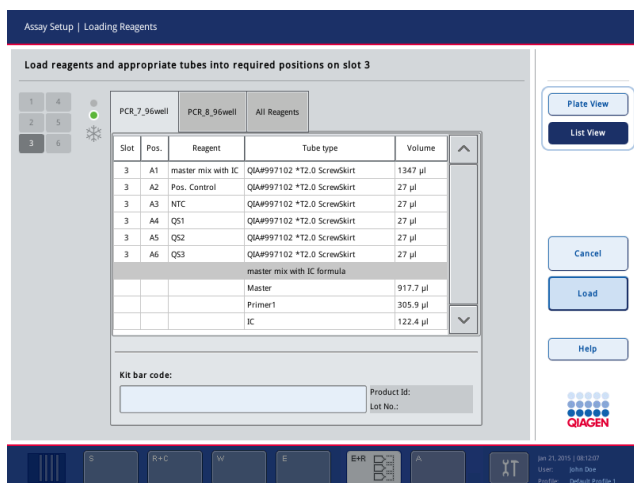 Assay Setup | Loading Reagents
Load reagents and appropriate tubes into required positions on slot 3
1 4
2 5
3 6
PCR_7_96well PCR_8_96well All Reagents
Slot Pos. Reagent Tube type Volume
3 A1 master mix with IC QIA#997102 *T2.0 ScrewSkirt 1347 µl
3 A2 Pos. Control QIA#997102 *T2.0 ScrewSkirt 27 µl
3 A3 NTC QIA#997102 *T2.0 ScrewSkirt 27 µl
3 A4 QS1 QIA#997102 *T2.0 ScrewSkirt 27 µl
3 A5 QS2 QIA#997102 *T2.0 ScrewSkirt 27 µl
3 A6 QS3 QIA#997102 *T2.0 ScrewSkirt 27 µl
master mix with IC formula
Master 917.7 µl
Primer1 305.9 µl
IC 122.4 µl
Kit bar code:
Product Id:
Lot No.:
Plate View
List View
Cancel
Load
Help
QIAGEN
S R+C W E E+R A
Jan 21, 2015 | 08:12:07
User: John Doe
Profile: Default Profile 1